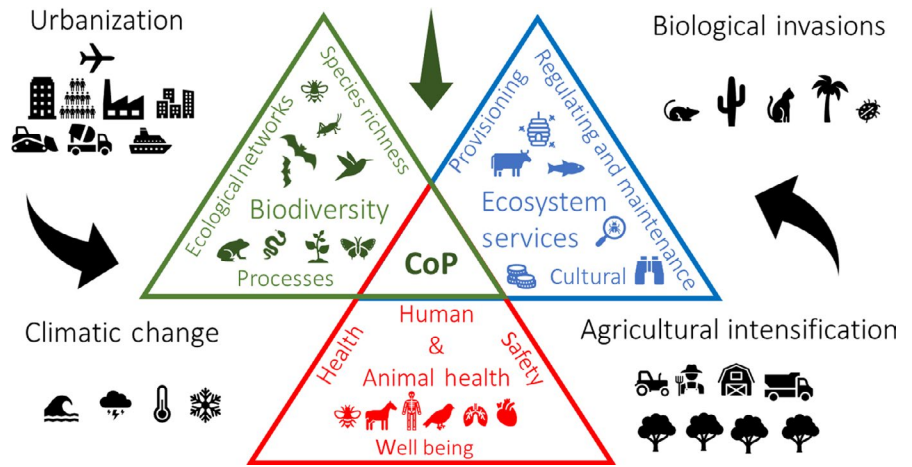 Urbanization
Biological invasions
Ecological networks
Species richness
Biodiversity
Processes
Provisioning
Regulating and maintenance
Ecosystem
services
Cultural
CoP
Climatic change
Agricultural intensification
Health
Human
&
Animal health
Safety
Well being